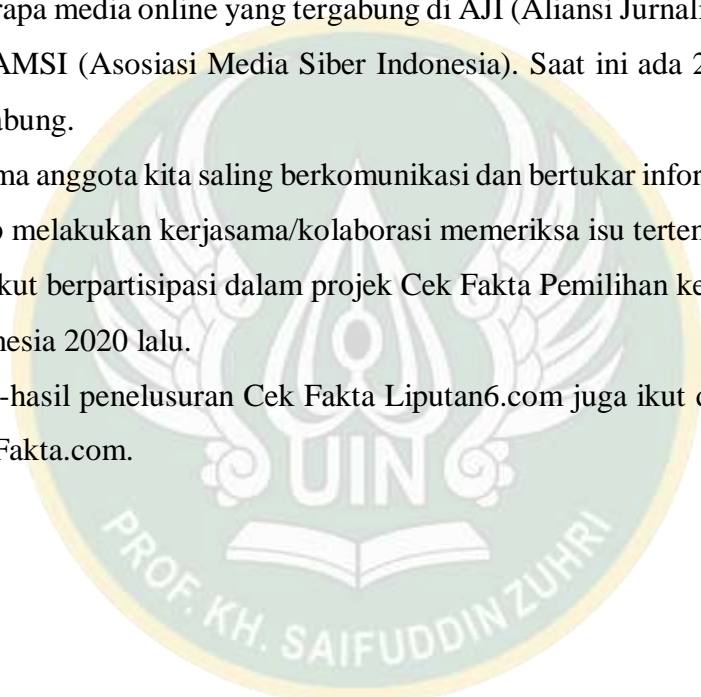 rapa media online yang tergabung di AJI (Aliansi Jurnali
AMSI (Asosiasi Media Siber Indonesia). Saat ini ada 2
abung.
ma anggota kita saling berkomunikasi dan bertukar infor
melakukan kerjasama/kolaborasi memeriksa isu terten
kut berpartisipasi dalam projek Cek Fakta Pemilihan ke
nesia 2020 lalu.
-hasil penelusuran Cek Fakta Liputan6.com juga ikut
Fakta.com.
UIN
PROF. KH. SAIFUDDIN ZUHRI